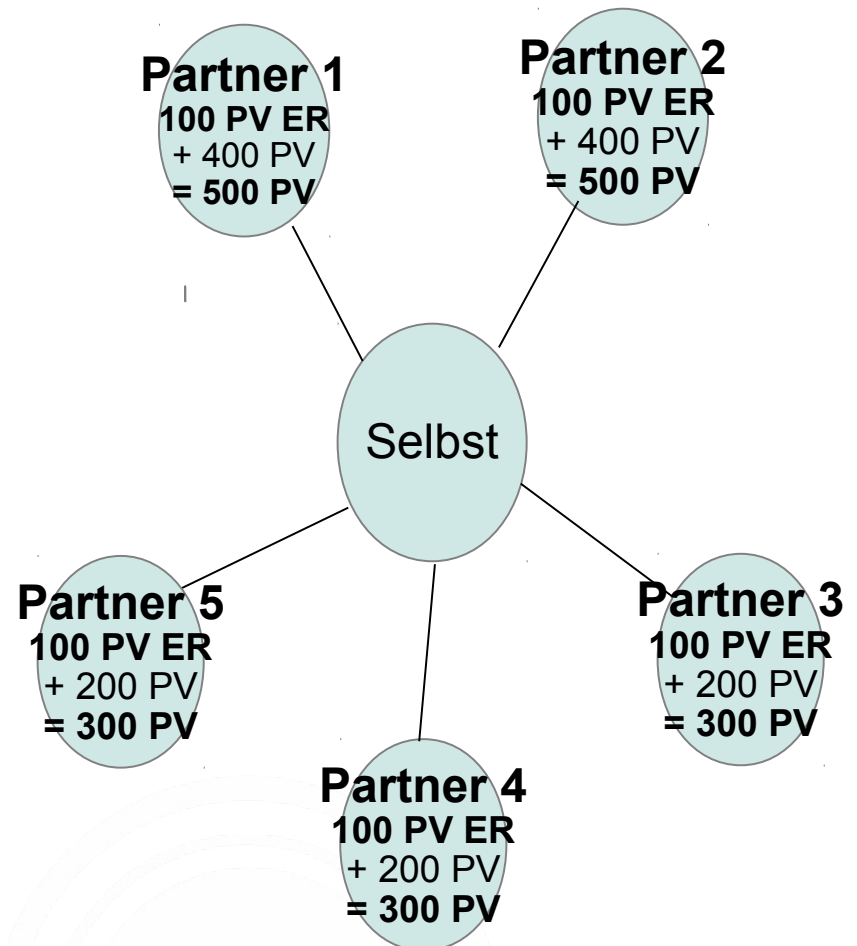 Partner 1
100 PV ER
+ 400 PV
= 500 PV
Partner 2
100 PV ER
+ 400 PV
= 500 PV
Selbst
Partner 5
100 PV ER
+ 200 PV
= 300 PV
Partner 3
100 PV ER
+ 200 PV
= 300 PV
Partner 4
100 PV ER
+ 200 PV
= 300 PV